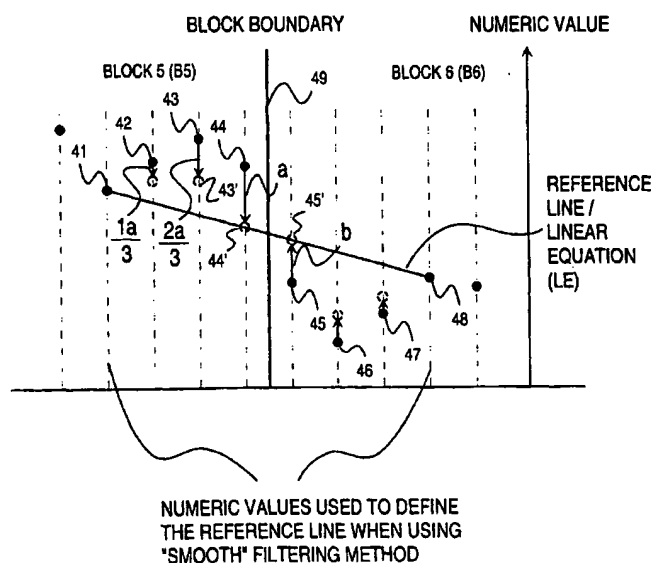 BLOCK BOUNDARY
NUMERIC VALUE
BLOCK 5 (B5)
49
BLOCK 6 (B6)
41
42
43
44
a
45'
43'
1a
3
2a
3
44'
b
REFERENCE
LINE /
LINEAR
EQUATION
(LE)
45
46
47
48
NUMERIC VALUES USED TO DEFINE
THE REFERENCE LINE WHEN USING
"SMOOTH" FILTERING METHOD